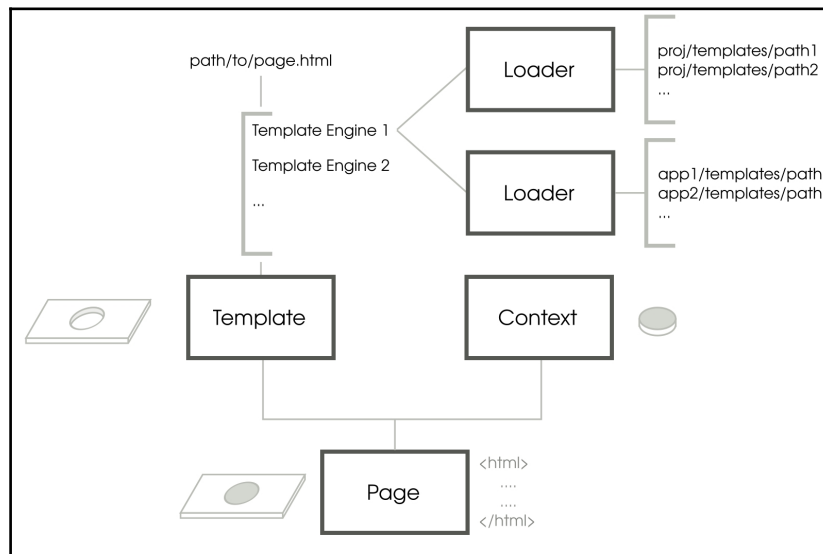 path/to/page.html
Template Engine 1
Template Engine 2
...
Loader
proj/templates/path1
proj/templates/path2
...
Loader
app1/templates/path
app2/templates/path
...
Template
Context
Page
<html>
....
....
</html>